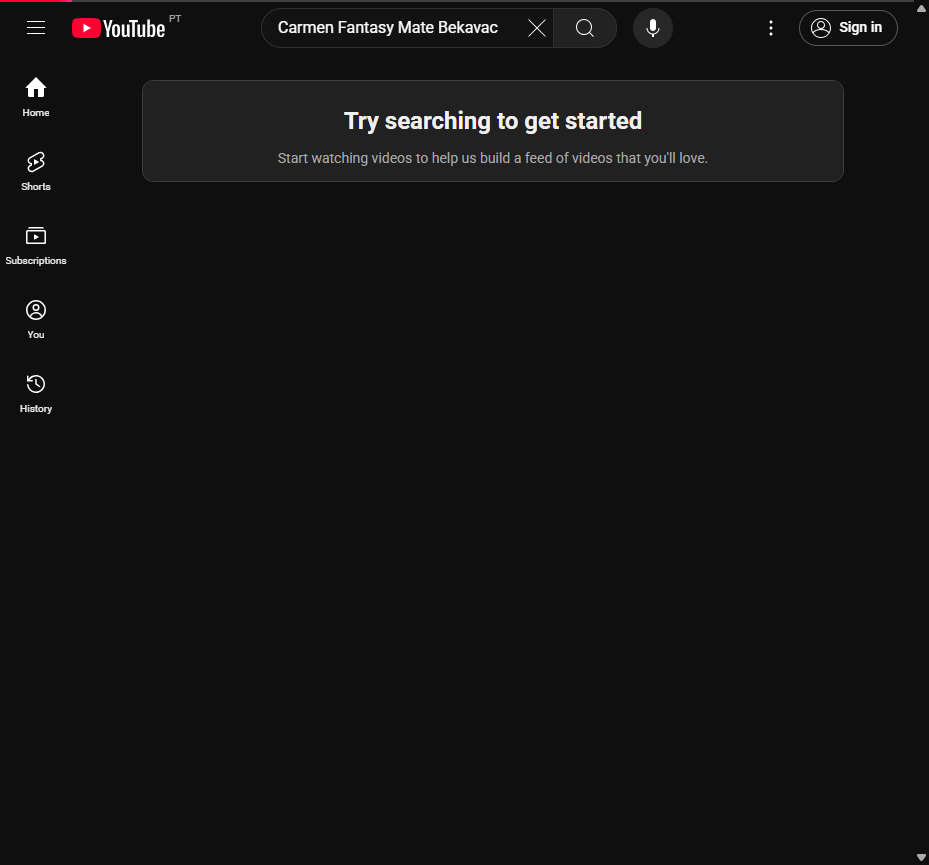 YouTube PT
Carmen Fantasy Mate Bekavac
Sign in
Home
Shorts
Subscriptions
You
History
Try searching to get started
Start watching videos to help us build a feed of videos that you'll love.